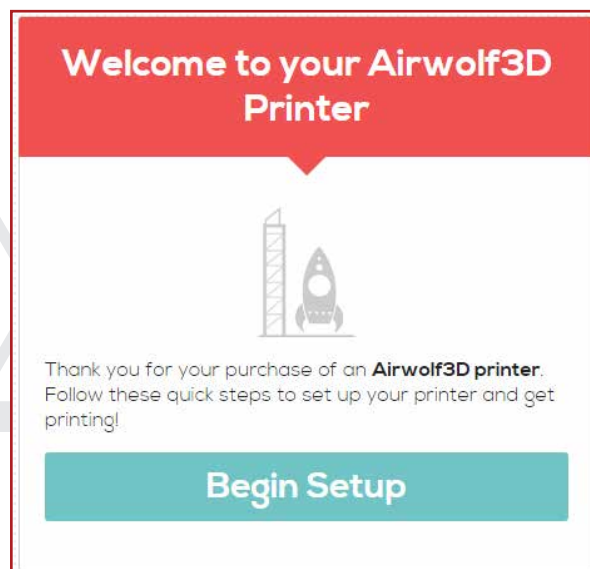 Welcome to your Airwolf3D
Printer
Thank you for your purchase of an Airwolf3D printer.
Follow these quick steps to set up your printer and get
printing!
Begin Setup